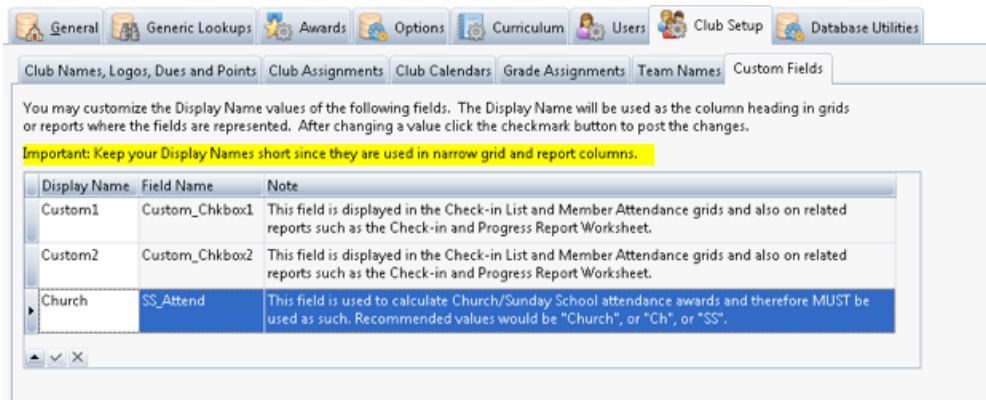 General Generic Lookups Awards Options Curriculum Users Club Setup Database Utilities
Club Names, Logos, Dues and Points Club Assignments Club Calendars Grade Assignments Team Names Custom Fields
You may customize the Display Name values of the following fields. The Display Name will be used as the column heading in grids
or reports where the fields are represented. After changing a value click the checkmark button to post the changes.
Important: Keep your Display Names short since they are used in narrow grid and report columns.
Display Name Field Name Note
Custom1 Custom_Chkbox1 This field is displayed in the Check-in List and Member Attendance grids and also on related
reports such as the Check-in and Progress Report Worksheet.
Custom2 Custom_Chkbox2 This field is displayed in the Check-in List and Member Attendance grids and also on related
reports such as the Check-in and Progress Report Worksheet.
Church SS_Attend This field is used to calculate Church/Sunday School attendance awards and therefore MUST be
used as such. Recommended values would be "Church", or "Ch", or "SS".